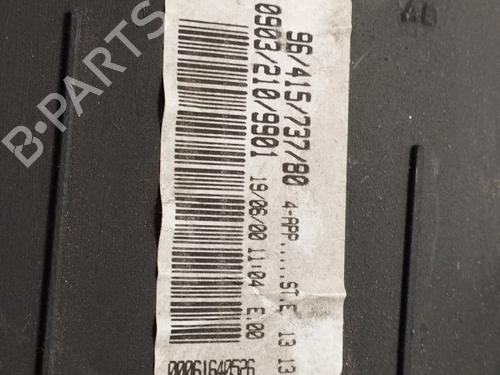 B-PARTS
96/415/737/80
0903/210/9901
4-APP.....ST.E 13 13
19/06/00 11:04 E.00
00061640526